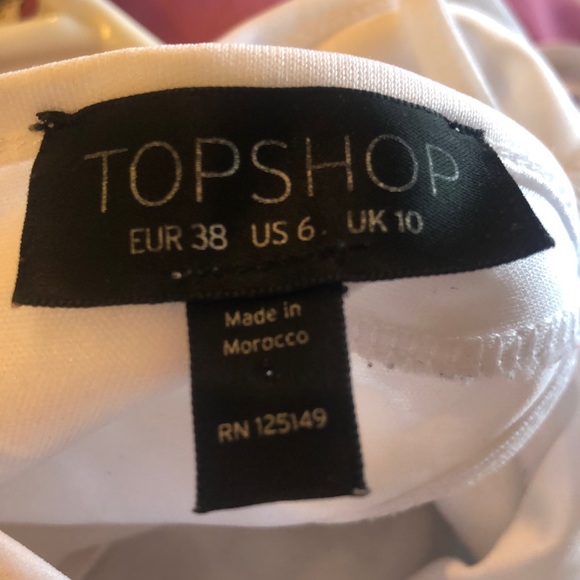 TOPSHOP
EUR 38 US 6 UK 10
Made in
Morocco
RN 125149